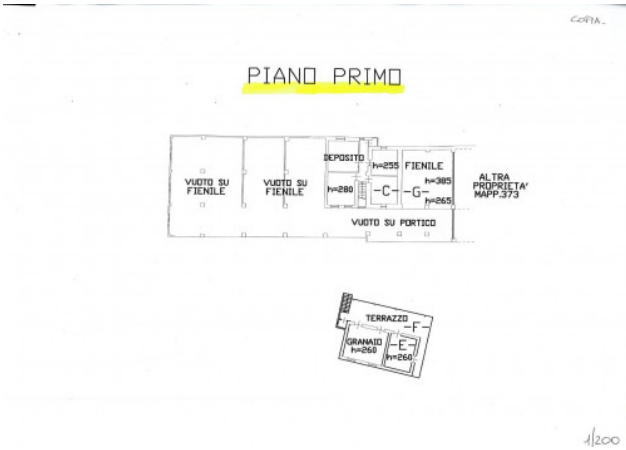 COPIA.
PIANO PRIMO
DEPOSITO
h=255
FIENILE
VUOTO SU
FIENILE
VUOTO SU
FIENILE
h=280
-C-
-G-
h=385
h=265
ALTRA
PROPRIETA'
MAPP.373
VUOTO SU PORTICO
TERRAZZO
-F-
GRANAIO
h=260
-E-
h=260
1/200